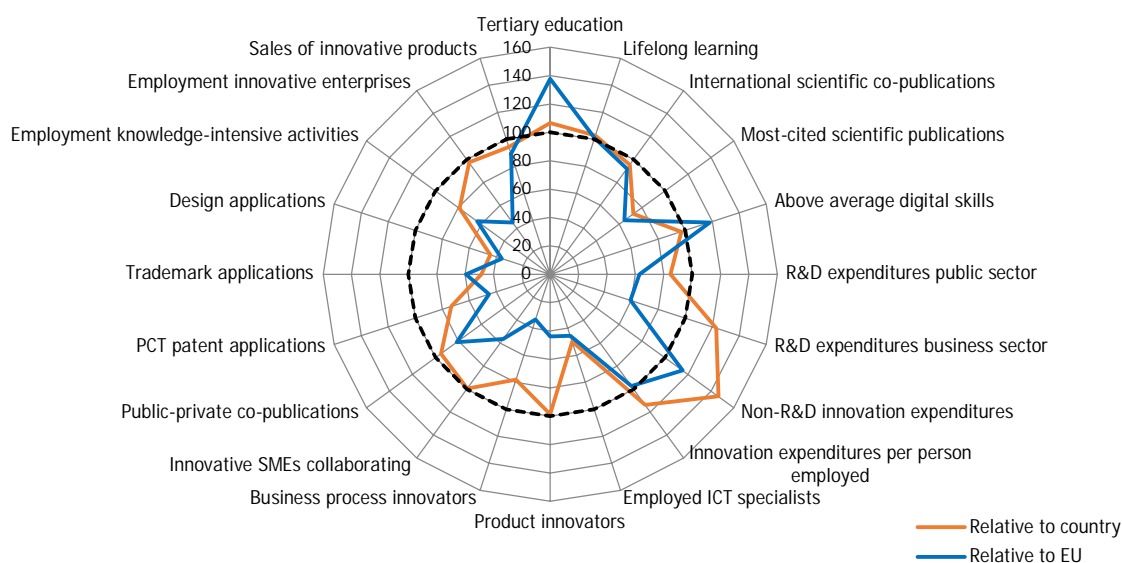 Tertiary education
Sales of innovative products
Lifelong learning
Employment innovative enterprises
International scientific co-publications
Employment knowledge-intensive activities
Most-cited scientific publications
Design applications
Above average digital skills
Trademark applications
R&D expenditures public sector
PCT patent applications
R&D expenditures business sector
Public-private co-publications
Non-R&D innovation expenditures
Innovative SMEs collaborating
Innovation expenditures per person
employed
Business process innovators
Employed ICT specialists
Product innovators
160
140
120
100
80
60
40
20
0
Relative to country
Relative to EU